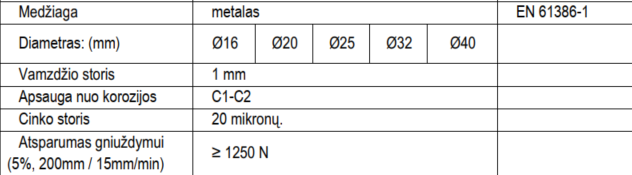 Medžiaga metalas EN 61386-1
Diametras: (mm) Ø16 Ø20 Ø25 Ø32 Ø40
Vamzdžio storis 1 mm
Apsauga nuo korozijos C1-C2
Cinko storis 20 mikronų.
Atsparumas gniuždymui
(5%, 200mm / 15mm/min) ≥ 1250 N